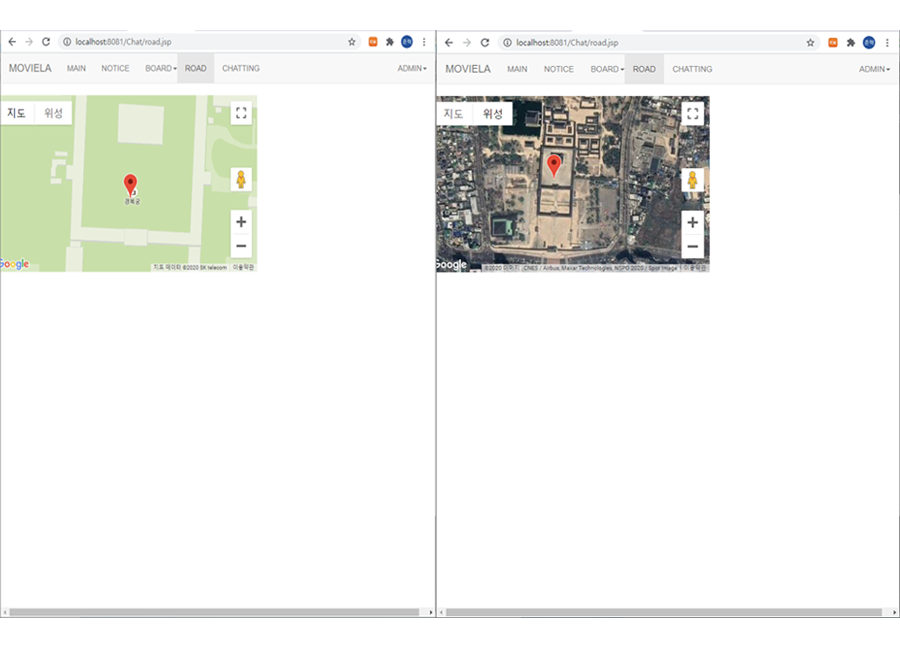 localhost:8081/Chat/road.jsp
MOVIELA MAIN NOTICE BOARD ROAD CHATTING ADMIN
지도 위성
경복궁
Google
지도 데이터 ©2020 SK telecom 이용약관
localhost:8081/Chat/road.jsp
MOVIELA MAIN NOTICE BOARD ROAD CHATTING ADMIN
지도 위성
Google
©2020 이미지 ,CNES / Airbus, Maxar Technologies, NSPO 2020 / Spot Image 이용약관